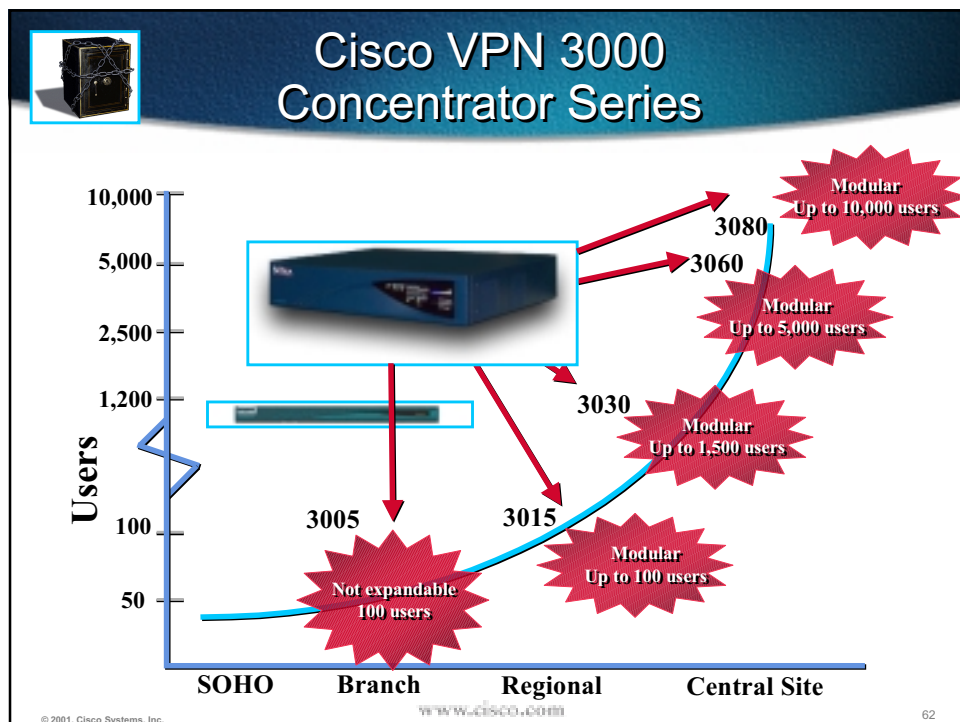 Cisco VPN 3000
Concentrator Series
10,000
5,000
2,500
1,200
100
50
Users
Modular
Up to 10,000 users
3080
3060
Modular
Up to 5,000 users
3030
Modular
Up to 1,500 users
3005
3015
Not expandable
100 users
Modular
Up to 100 users
SOHO
Branch
Regional
Central Site
© 2001, Cisco Systems, Inc.
www.cisco.com
62